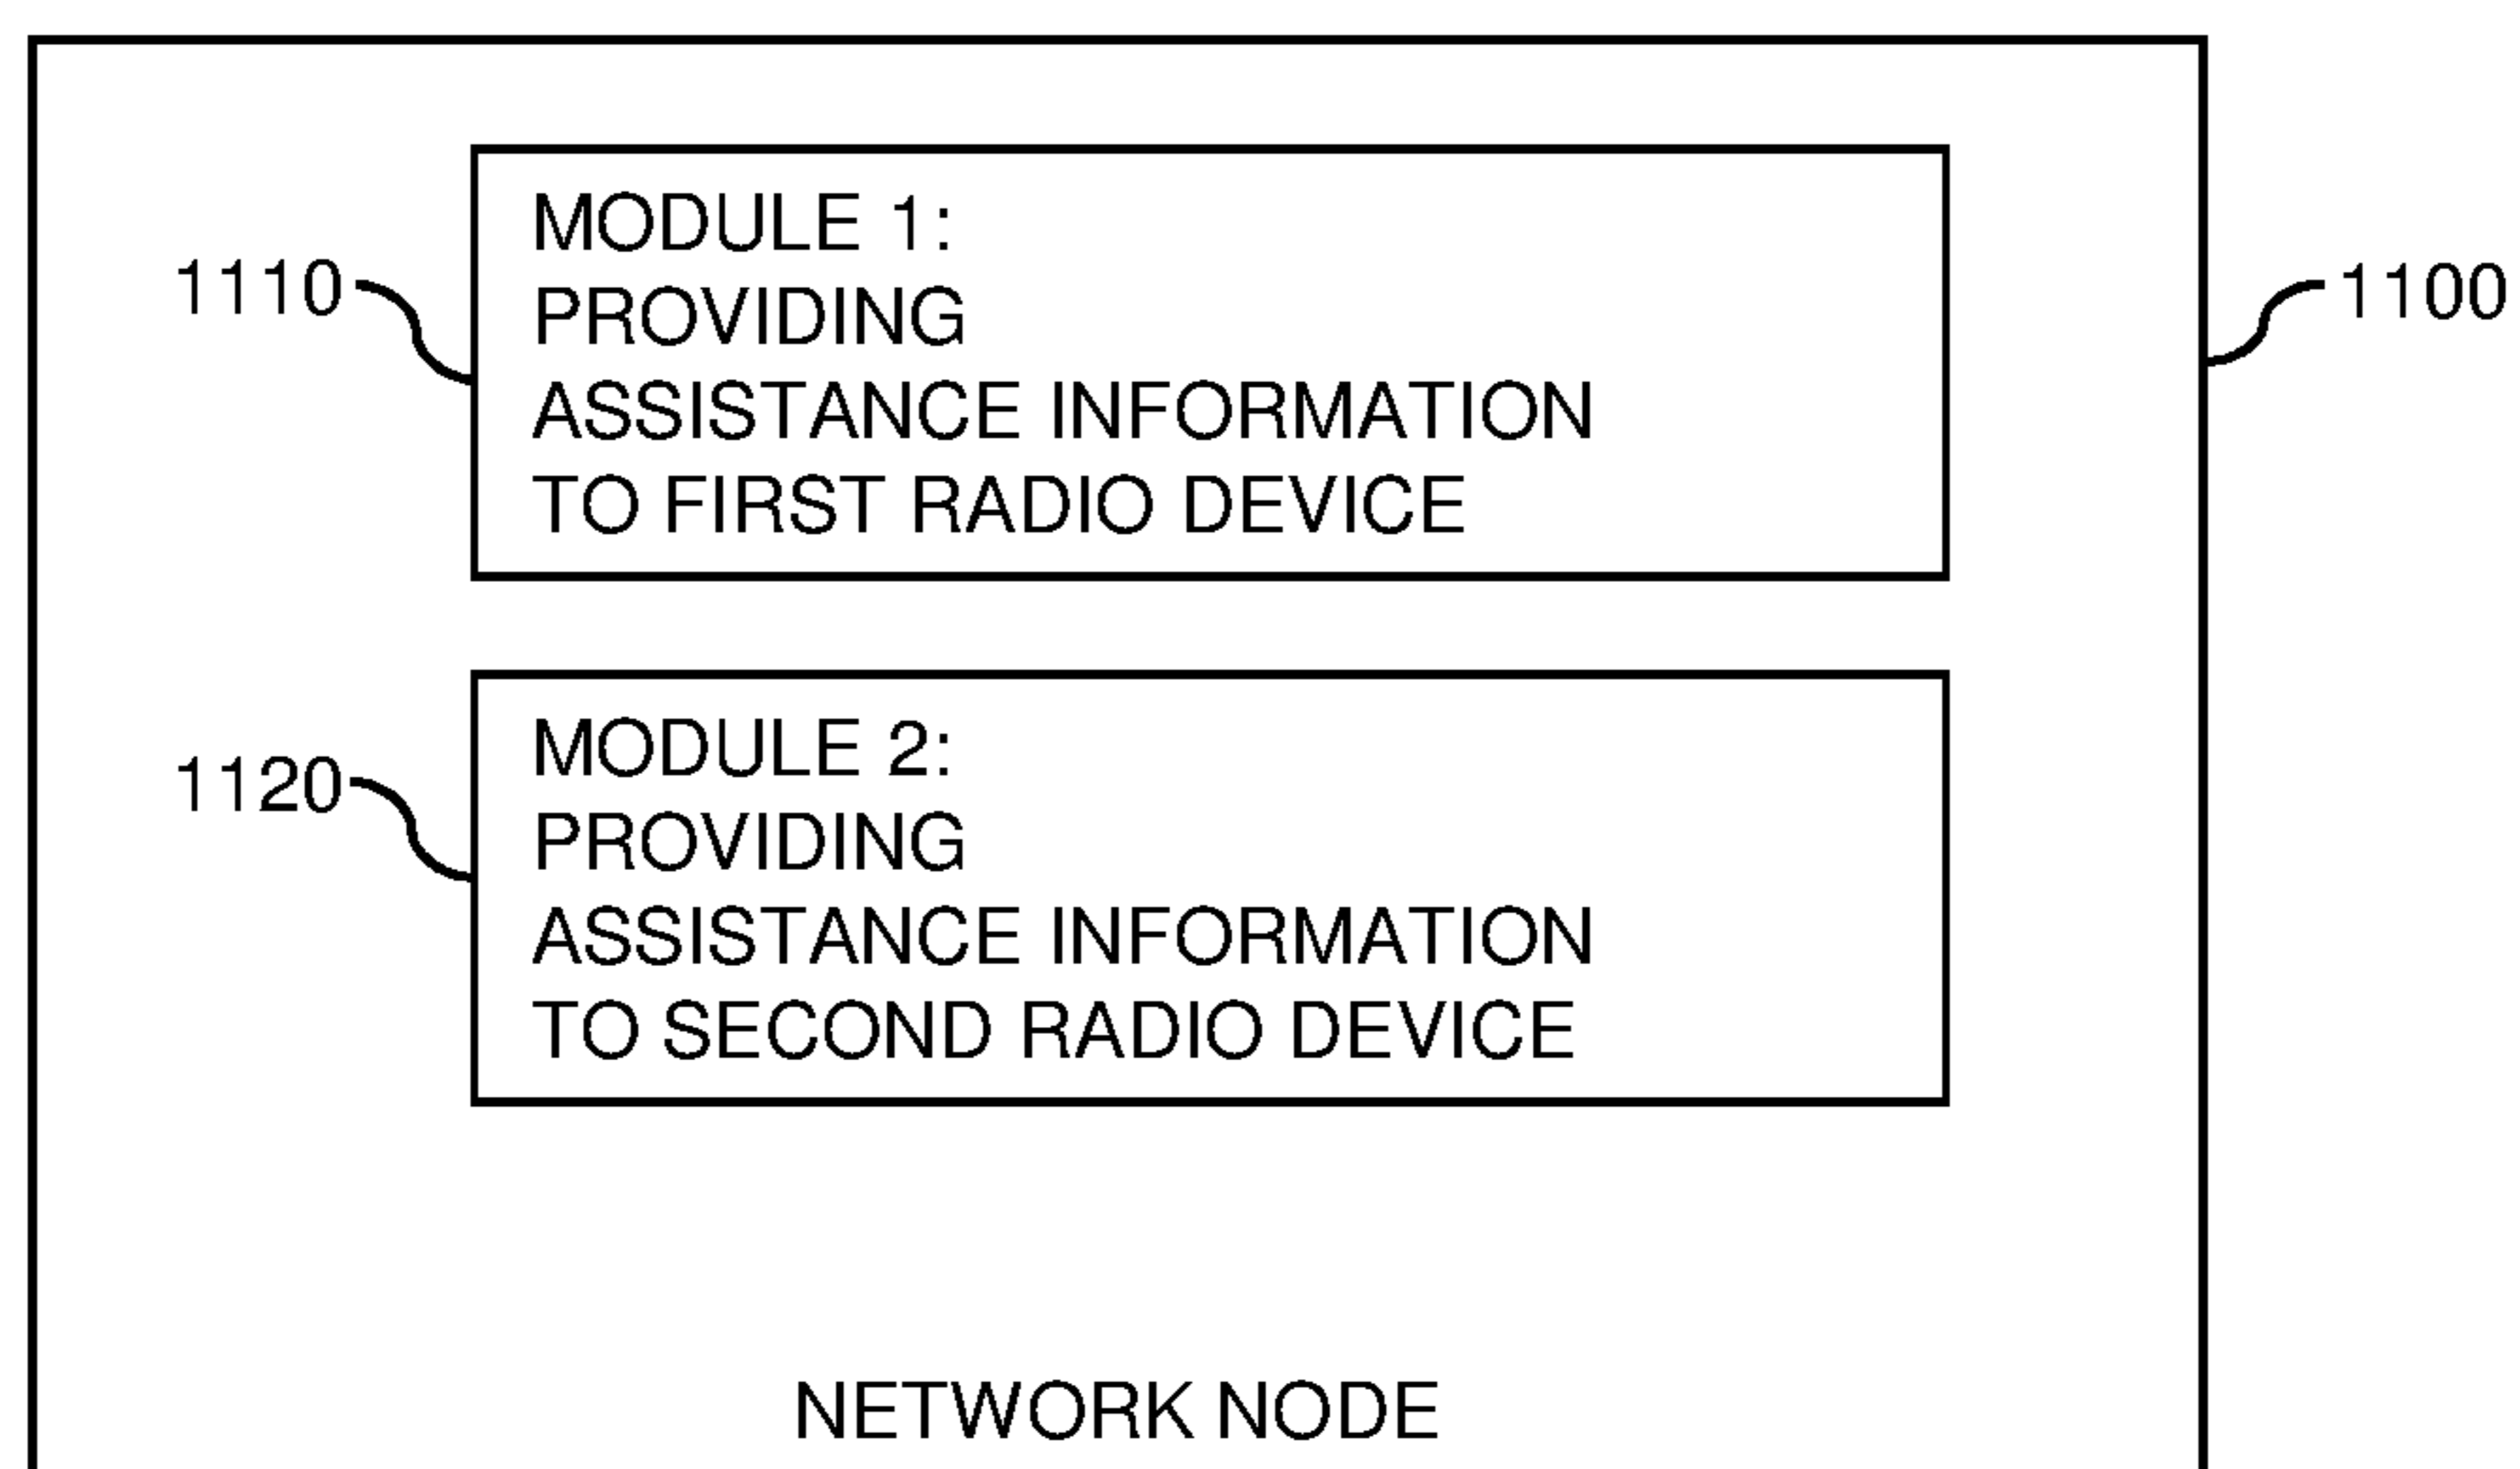 MODULE 1:
PROVIDING
ASSISTANCE INFORMATION
TO FIRST RADIO DEVICE
1110
1100
MODULE 2:
PROVIDING
ASSISTANCE INFORMATION
TO SECOND RADIO DEVICE
1120
NETWORK NODE